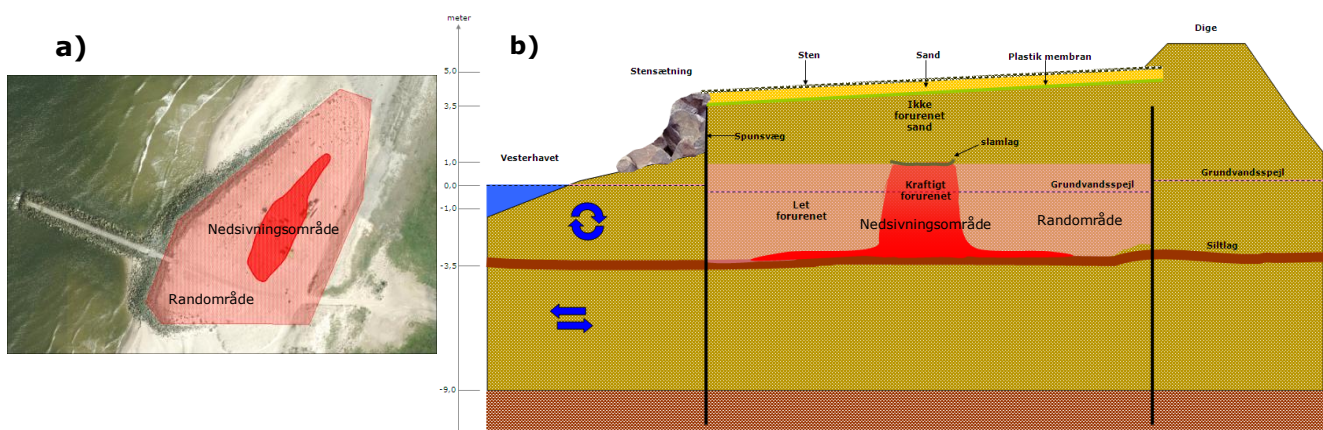 a)
Nedsivningsområde
Randområde
meter
5,0
3,5
1,0
0,0
-1,0
-3,5
-9,0
b)
Dige
Sten
Sand
Plastik membran
Stensætning
Ikke
forurenet
sand
Spunsvæg
slamlag
Vesterhavet
Kraftigt
forurenet
Grundvandsspejl
Grundvandsspejl
Let
forurenet
Nedsivningsområde
Randområde
Siltlag